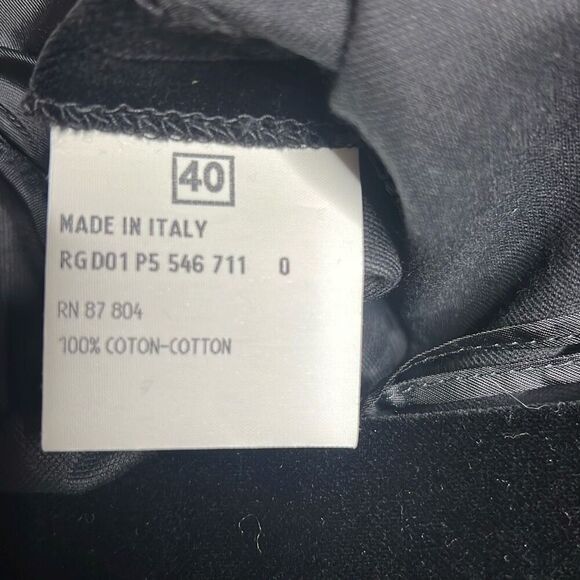 40
MADE IN ITALY
RGD01 P5 546 711 0
RN 87 804
100% COTON-COTTON